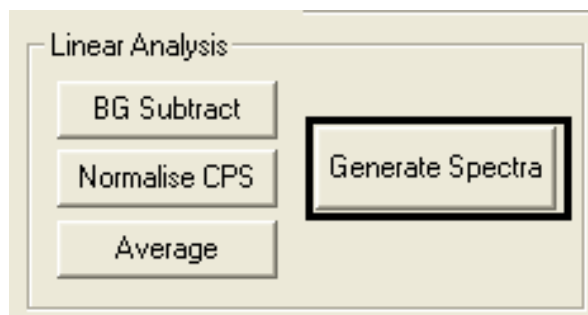 Linear Analysis
BG Subtract
Normalise CPS
Average
Generate Spectra